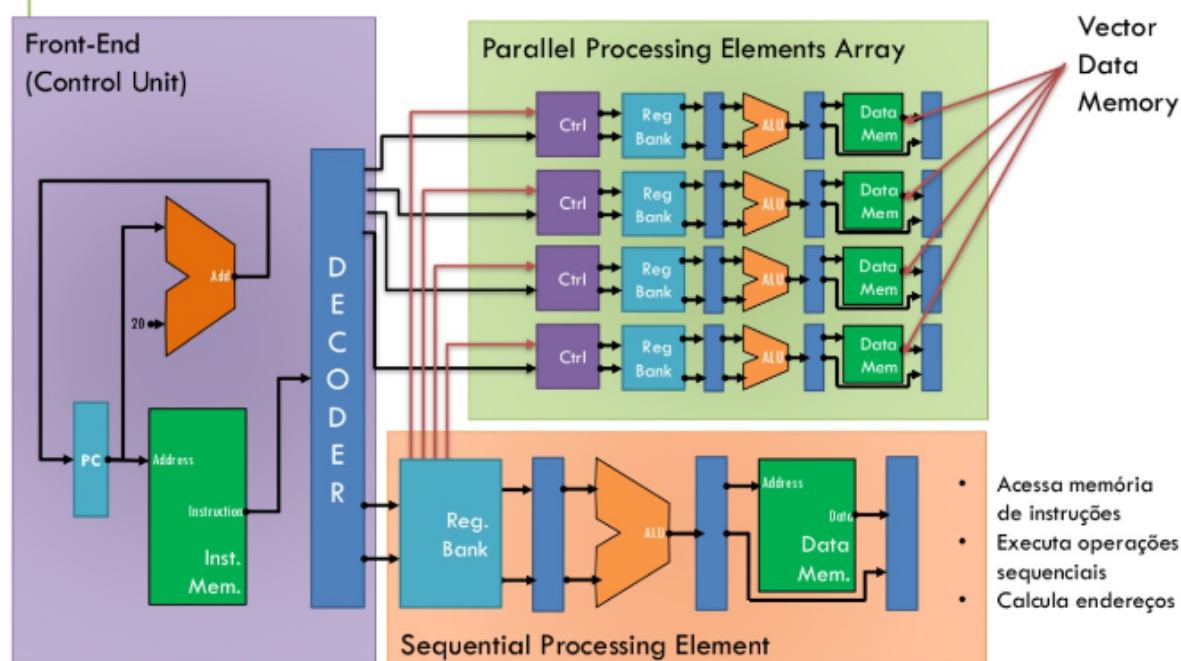 Front-End
(Control Unit)
Parallel Processing Elements Array
Vector
Data
Memory
Ctrl
Reg
Bank
ALU
Data
Mem
Ctrl
Reg
Bank
ALU
Data
Mem
Ctrl
Reg
Bank
ALU
Data
Mem
Ctrl
Reg
Bank
ALU
Data
Mem
Add
20
PC
Address
Instruction
Inst.
Mem.
D
E
C
O
D
E
R
Reg.
Bank
ALU
Address
Data
Data
Mem.
Sequential Processing Element
• Acessa memória
de instruções
• Executa operações
sequenciais
• Calcula endereços